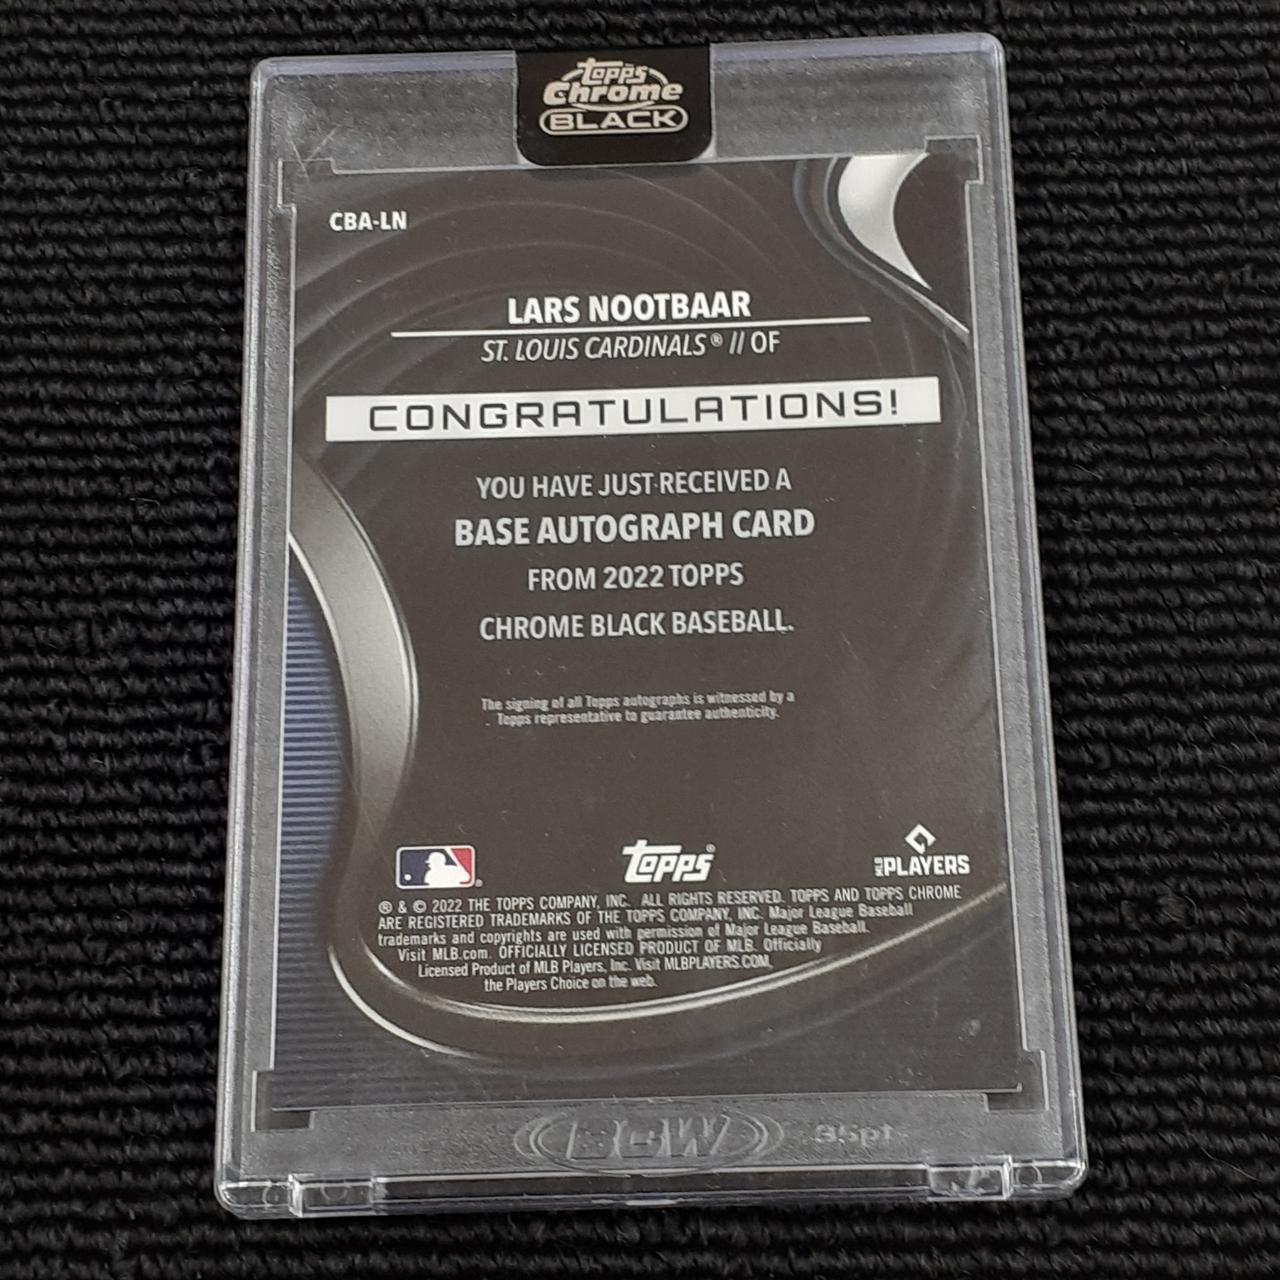 topps
Chrome
BLACK
CBA-LN
LARS NOOTBAAR
ST. LOUIS CARDINALS® // OF
CONGRATULATIONS!
YOU HAVE JUST RECEIVED A
BASE AUTOGRAPH CARD
FROM 2022 TOPPS
CHROME BLACK BASEBALL.
The signing of all Topps autographs is witnessed by a
Topps representative to guarantee authenticity.
topps®
MLB PLAYERS
® & © 2022 THE TOPPS COMPANY, INC. ALL RIGHTS RESERVED. TOPPS AND TOPPS CHROME
ARE REGISTERED TRADEMARKS OF THE TOPPS COMPANY, INC. Major League Baseball
trademarks and copyrights are used with permission of Major League Baseball.
Visit MLB.com. OFFICIALLY LICENSED PRODUCT OF MLB. Officially
Licensed Product of MLB Players, Inc. Visit MLBPLAYERS.COM,
the Players Choice on the web.
BCW 35pt